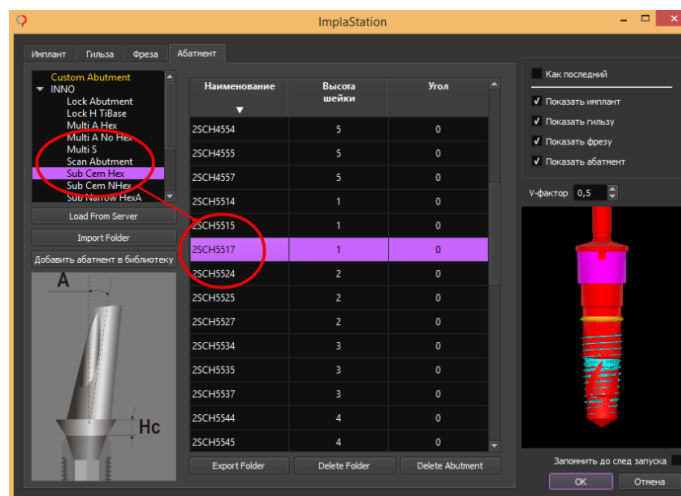 ImplaStation
Имплант Гильза Фреза Абатмент
Custom Abutment
INNO
Lock Abutment
Lock H TiBase
Multi A Hex
Multi A No Hex
Multi S
Scan Abutment
Sub Cem Hex
Sub Cem NHex
Sub Narrow HexA
Load From Server
Import Folder
Добавить абатмент в библиотеку
A
Hc
Наименование Высота шейки Угол
2SCH4554 5 0
2SCH4555 5 0
2SCH4557 5 0
2SCH5514 1 0
2SCH5515 1 0
2SCH5517 1 0
2SCH5524 2 0
2SCH5525 2 0
2SCH5527 2 0
2SCH5534 3 0
2SCH5535 3 0
2SCH5537 3 0
2SCH5544 4 0
2SCH5545 4 0
Export Folder Delete Folder Delete Abutment
Как последний
Показать имплант
Показать гильзу
Показать фрезу
Показать абатмент
V-фактор 0,5
Запомнить до след запуска
OK Отмена